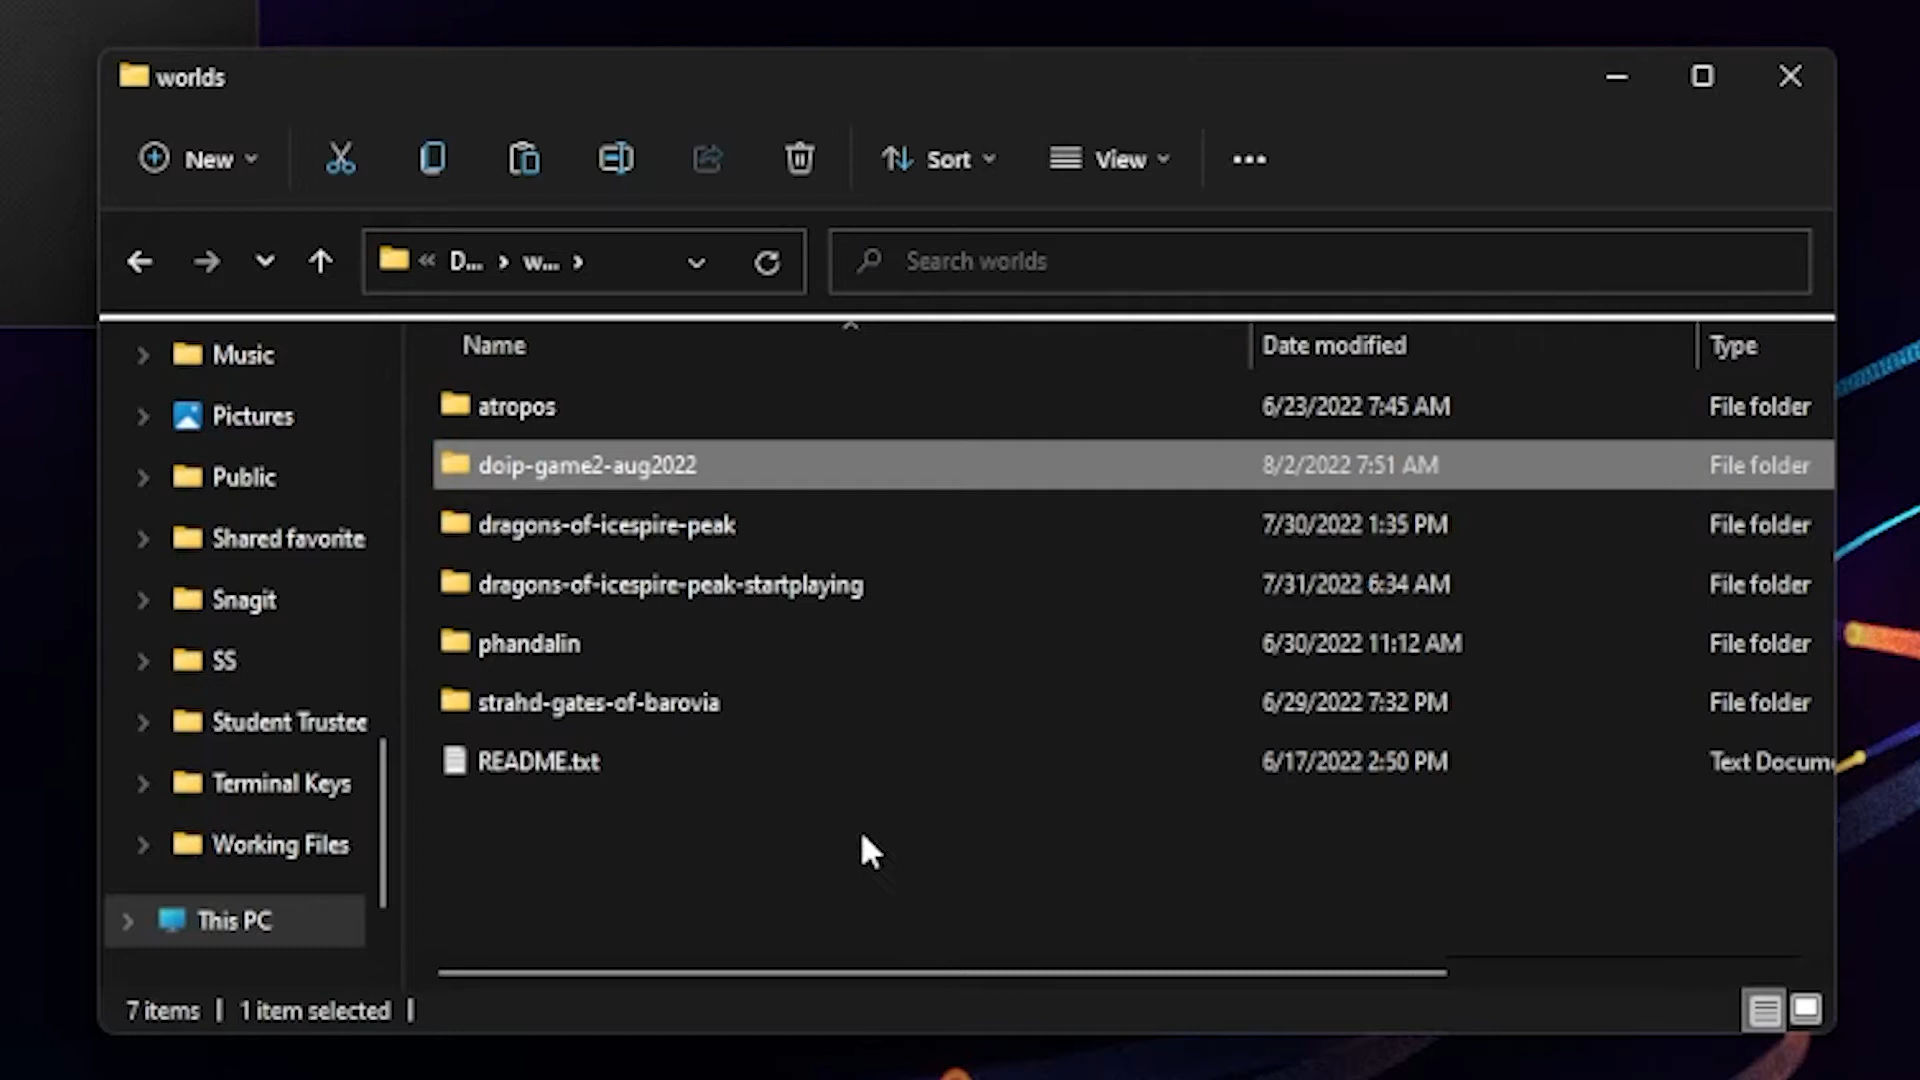 worlds
New
Sort
View
« D... > w... >
Search worlds
Name
Date modified
Type
Music
Pictures
Public
Shared favorite
Snagit
SS
Student Trustee
Terminal Keys
Working Files
This PC
atropos 6/23/2022 7:45 AM File folder
doip-game2-aug2022 8/2/2022 7:51 AM File folder
dragons-of-icespire-peak 7/30/2022 1:35 PM File folder
dragons-of-icespire-peak-startplaying 7/31/2022 6:34 AM File folder
phandalin 6/30/2022 11:12 AM File folder
strahd-gates-of-barovia 6/29/2022 7:32 PM File folder
README.txt 6/17/2022 2:50 PM Text Docum
7 items | 1 item selected |